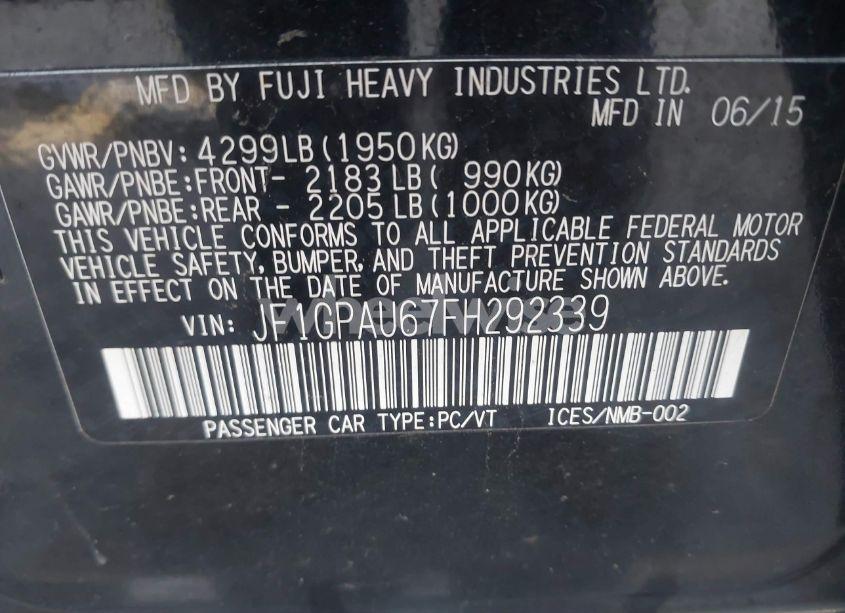 MFD BY FUJI HEAVY INDUSTRIES LTD.
MFD IN 06/15
GVWR/PNBV: 4299LB(1950KG)
GAWR/PNBE:FRONT- 2183 LB( 990KG)
GAWR/PNBE:REAR - 2205 LB(1000KG)
THIS VEHICLE CONFORMS TO ALL APPLICABLE FEDERAL MOTOR
VEHICLE SAFETY, BUMPER, AND THEFT PREVENTION STANDARDS
IN EFFECT ON THE DATE OF MANUFACTURE SHOWN ABOVE.
VIN: JF1GPAU67FH292339
PASSENGER CAR TYPE:PC/VT ICES/NMB-002